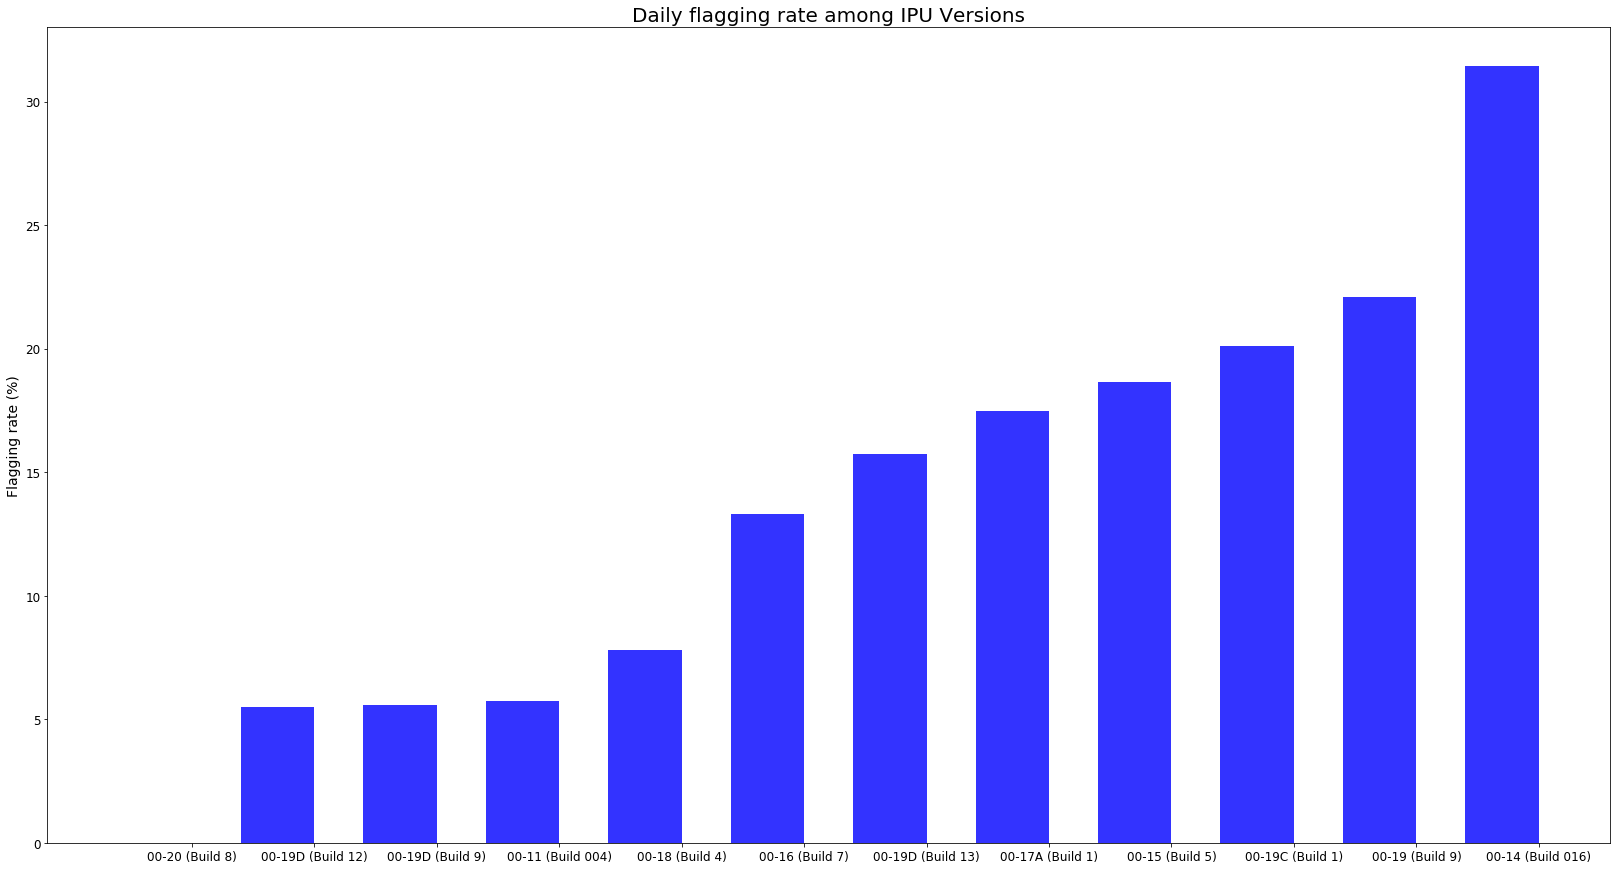 Daily flagging rate among IPU Versions
Flagging rate (%)
30
25
20
15
10
5
0
00-20 (Build 8) 00-19D (Build 12) 00-19D (Build 9) 00-11 (Build 004) 00-18 (Build 4) 00-16 (Build 7) 00-19D (Build 13) 00-17A (Build 1) 00-15 (Build 5) 00-19C (Build 1) 00-19 (Build 9) 00-14 (Build 016)